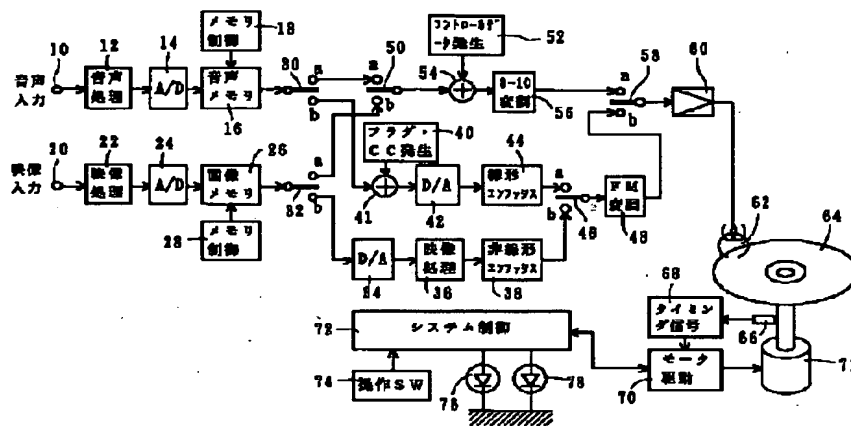 10
音声
入力
12
音声
処理
14
A/D
18
メモリ
制御
音声
メモリ
16
30
a
b
50
a
b
52
コントロールデ
ータ発生
54
8-10
変調
56
58
a
b
60
20
映像
入力
22
映像
処理
24
A/D
26
画像
メモリ
28
メモリ
制御
32
a
b
フラグ・
CC発生
40
41
D/A
42
44
線形
エンファシス
a
b
46
FM
変調
48
D/A
34
映像
処理
36
非線形
エンファシス
38
62
64
68
タイミン
グ信号
66
72
システム制御
74
操作SW
76
78
モータ
駆動
70